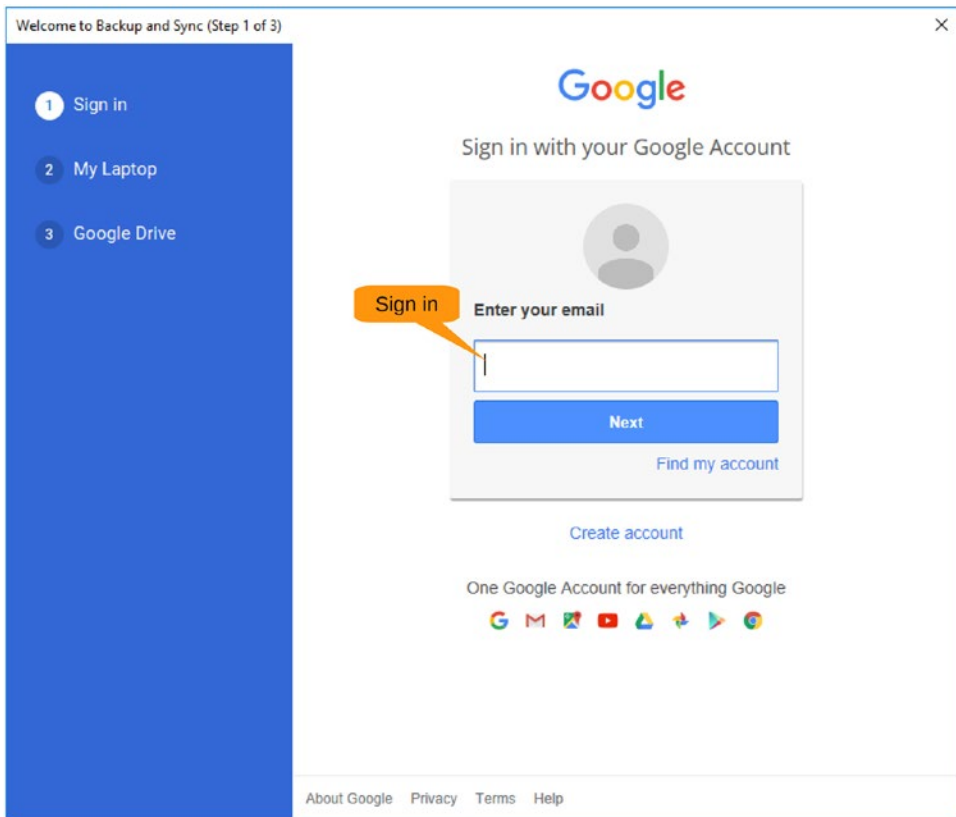 Welcome to Backup and Sync (Step 1 of 3)
1 Sign in
2 My Laptop
3 Google Drive
Google
Sign in with your Google Account
Sign in
Enter your email
Next
Find my account
Create account
One Google Account for everything Google
About Google Privacy Terms Help